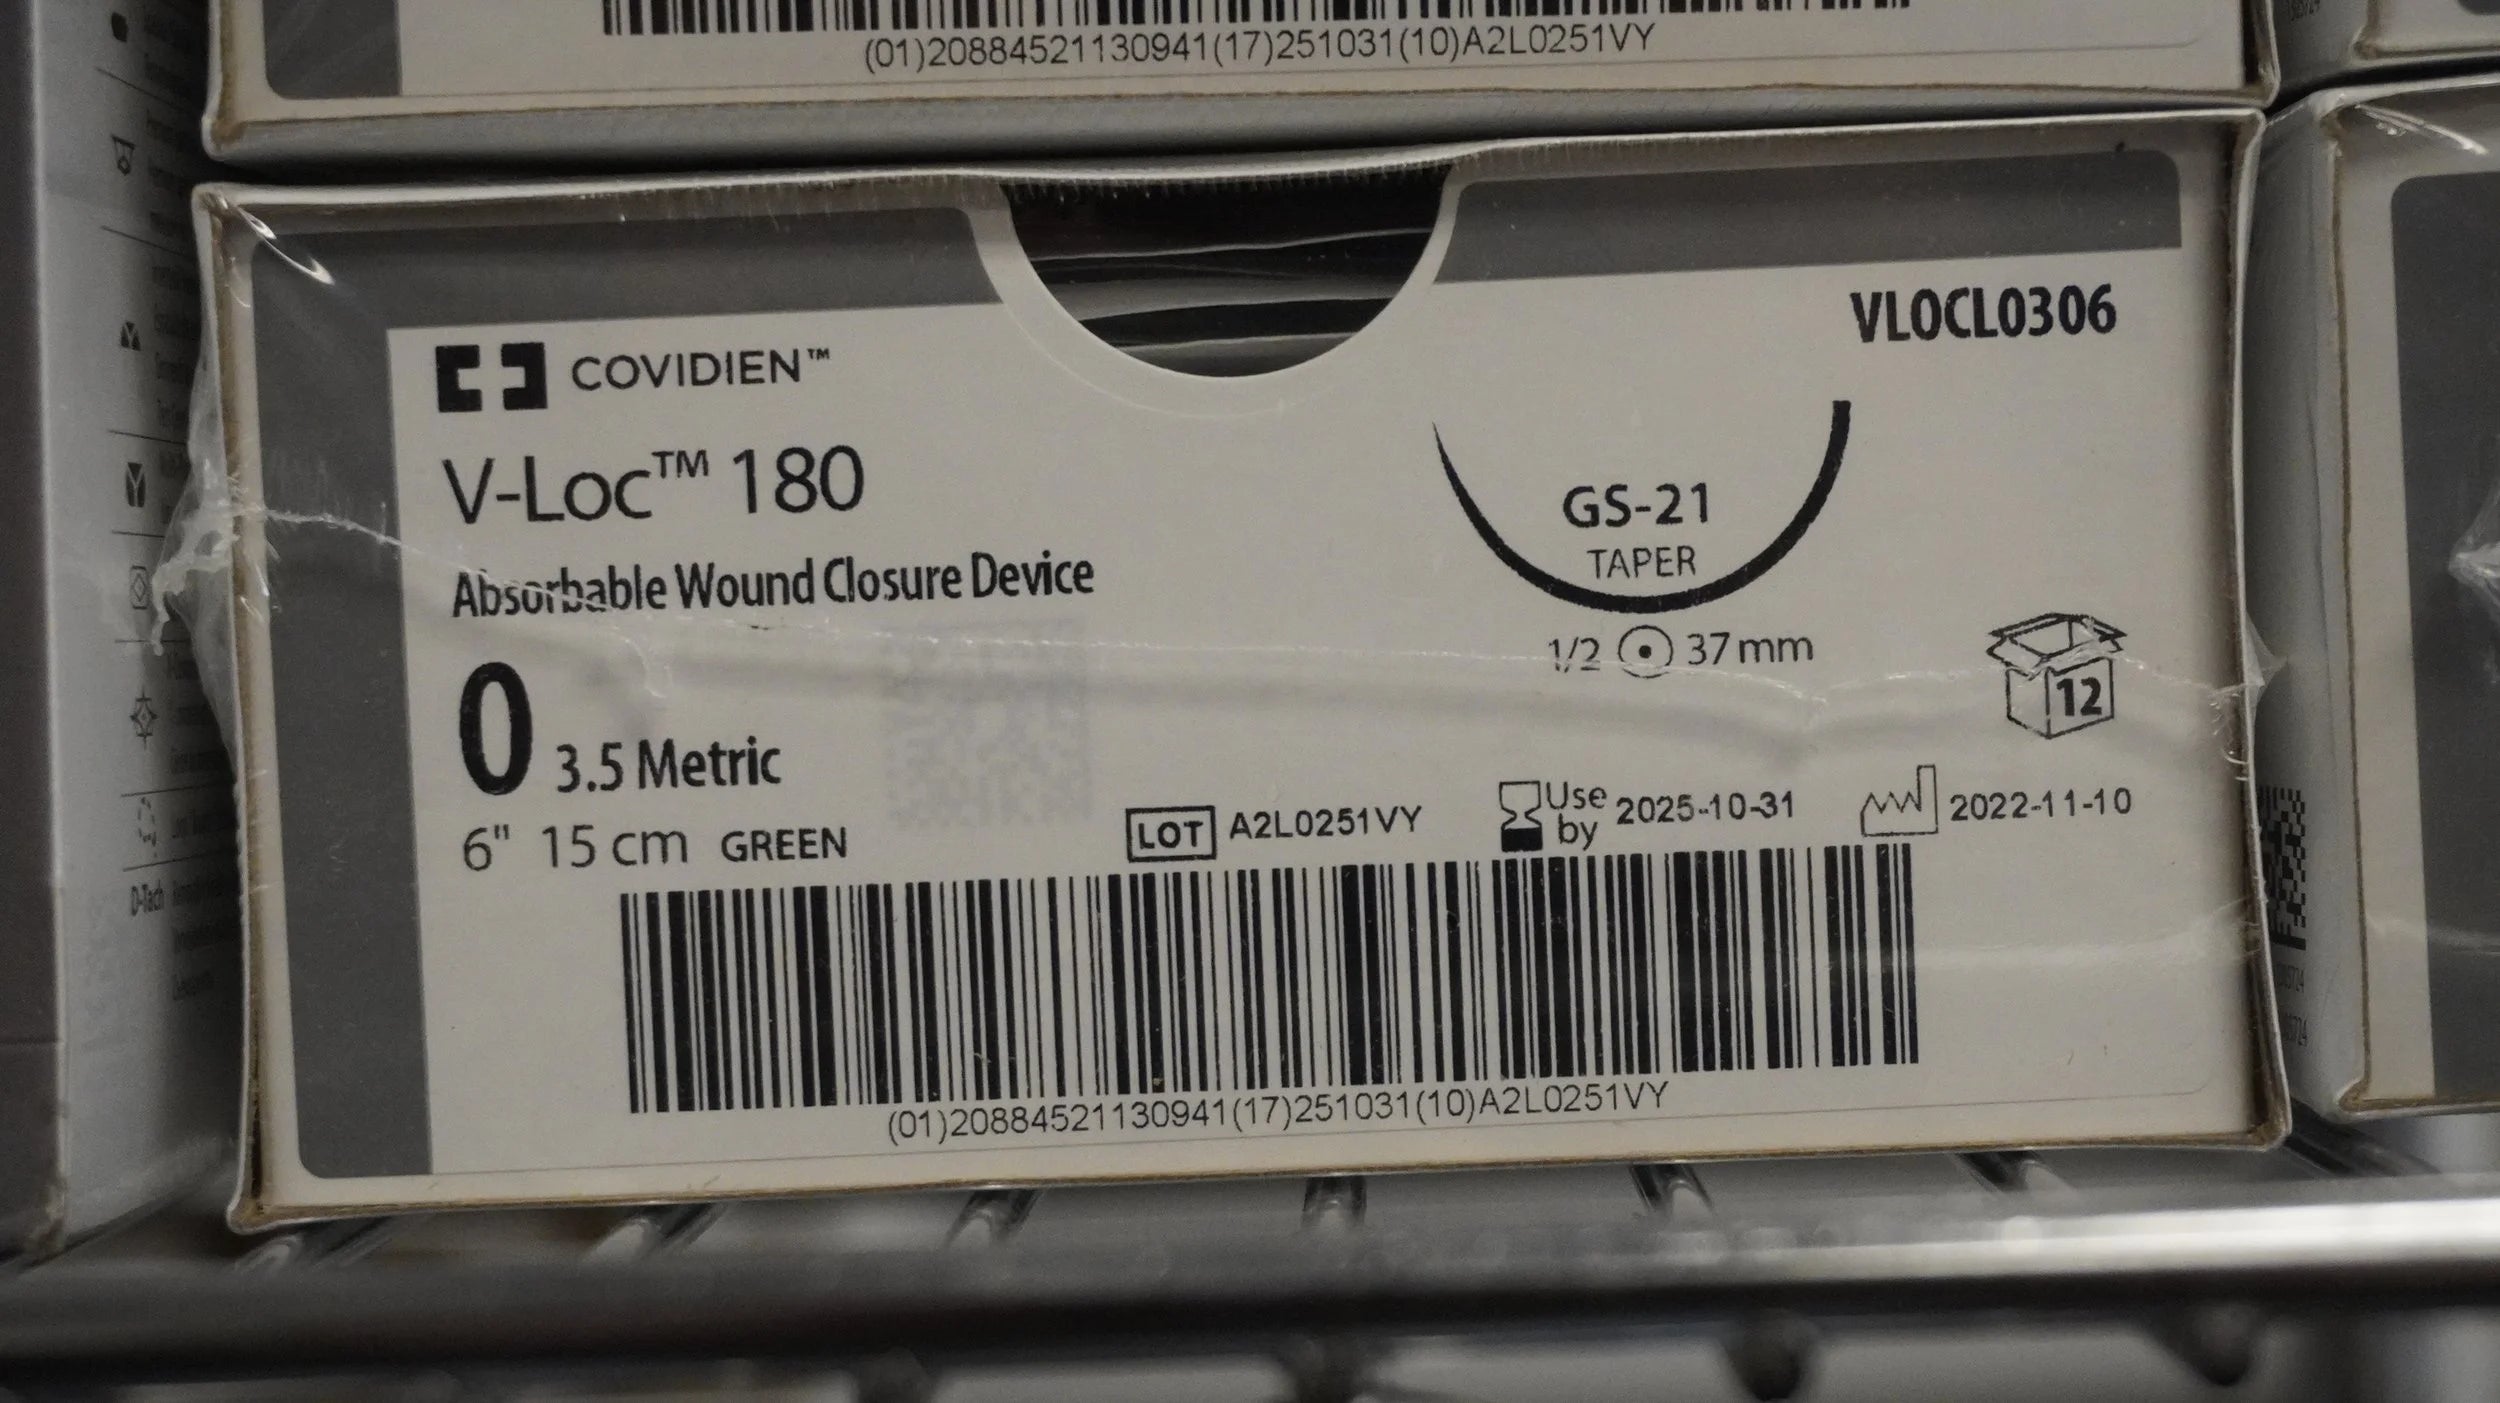 (01)20884521130941(17)251031(10)A2L0251VY
COVIDIEN™
VLOCL0306
V-Loc™ 180
GS-21
TAPER
Absorbable Wound Closure Device
1/2 37 mm
12
0 3.5 Metric
6" 15 cm GREEN
LOT A2L0251VY
Use by 2025-10-31
2022-11-10
(01)20884521130941(17)251031(10)A2L0251VY
D-Tach